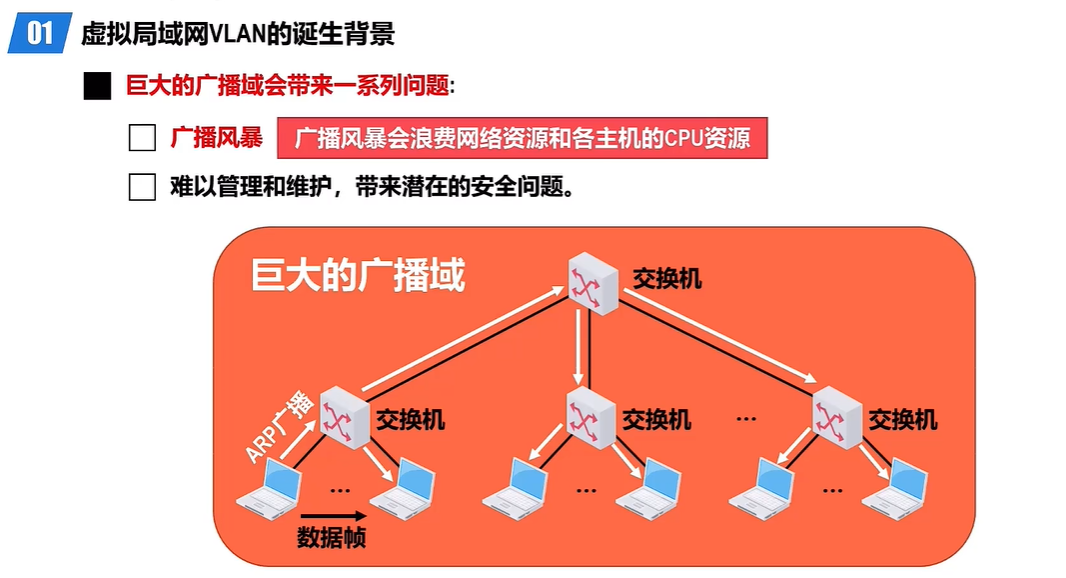 01 虚拟局域网VLAN的诞生背景
巨大的广播域会带来一系列问题:
广播风暴 广播风暴会浪费网络资源和各主机的CPU资源
难以管理和维护，带来潜在的安全问题。
巨大的广播域
交换机
ARP广播
交换机
交换机
...
交换机
...
...
...
数据帧